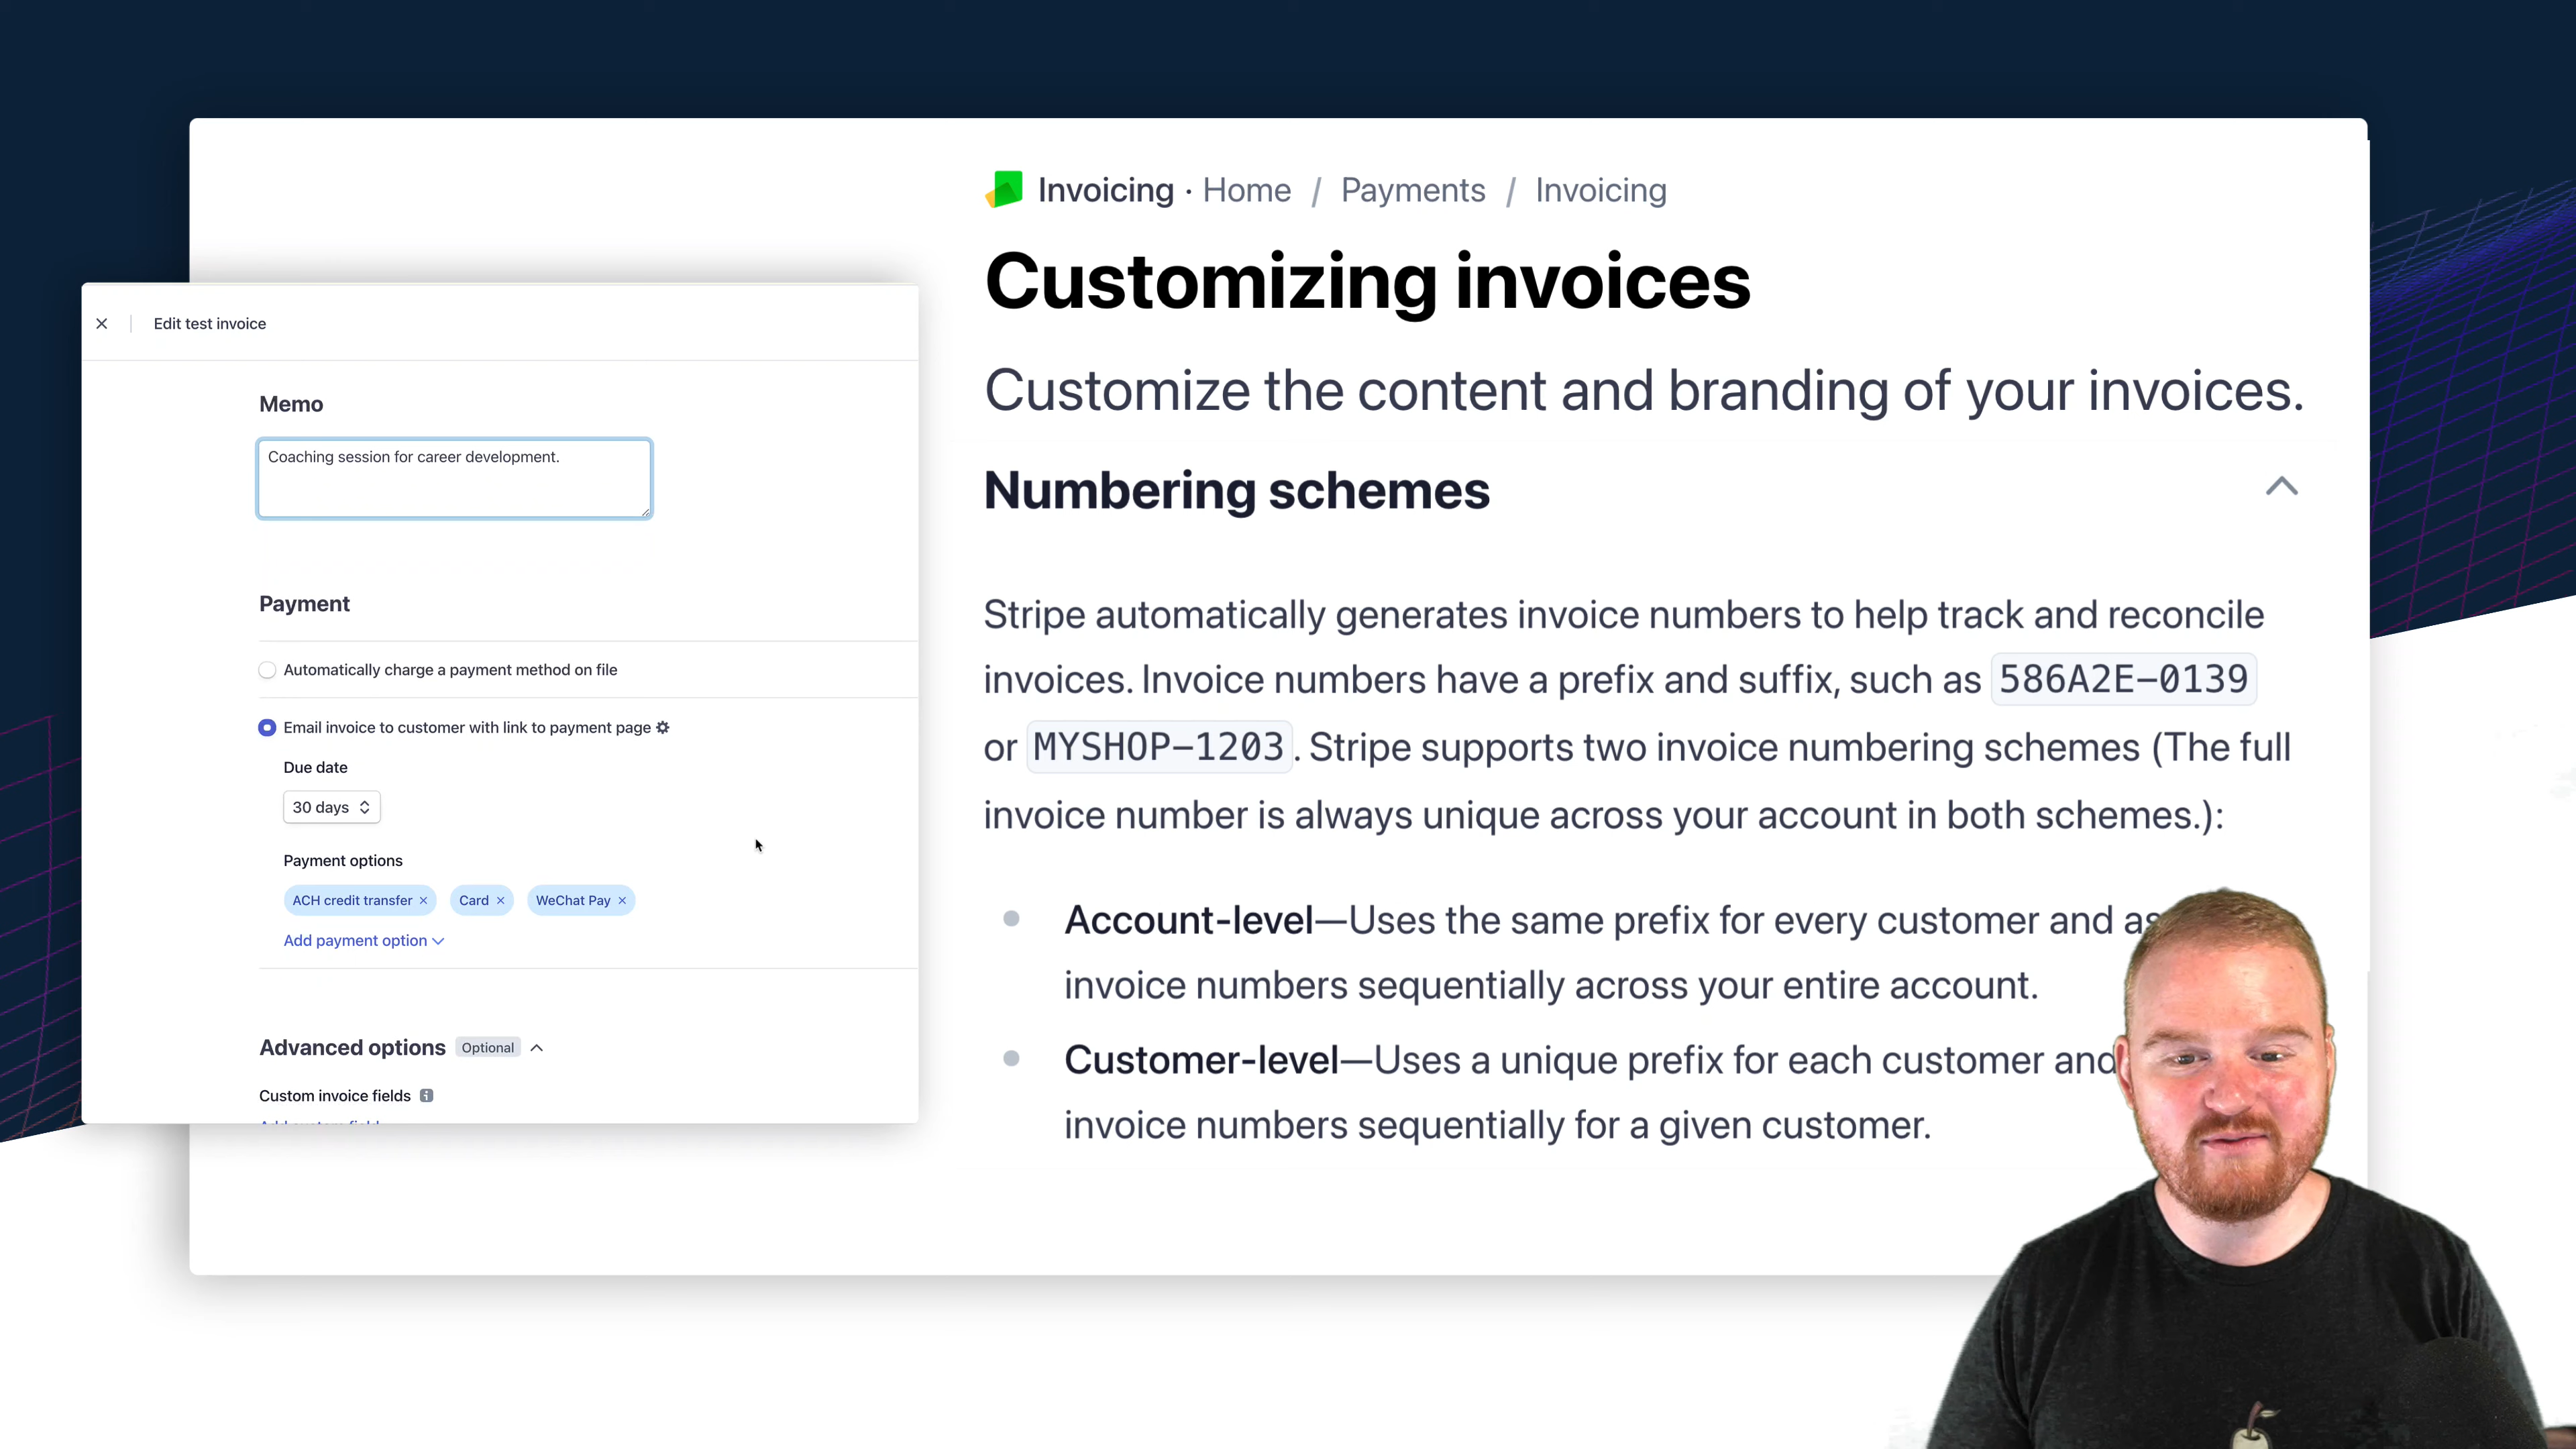 Edit test invoice
Memo
Coaching session for career development.
Payment
Automatically charge a payment method on file
Email invoice to customer with link to payment page
Due date
30 days
Payment options
ACH credit transfer × Card × WeChat Pay ×
Add payment option
Advanced options Optional
Custom invoice fields
Invoicing · Home / Payments / Invoicing
Customizing invoices
Customize the content and branding of your invoices.
Numbering schemes
Stripe automatically generates invoice numbers to help track and reconcile
invoices. Invoice numbers have a prefix and suffix, such as 586A2E–0139
or MYSHOP–1203. Stripe supports two invoice numbering schemes (The full
invoice number is always unique across your account in both schemes.):
Account-level—Uses the same prefix for every customer and
invoice numbers sequentially across your entire account.
Customer-level—Uses a unique prefix for each customer and
invoice numbers sequentially for a given customer.